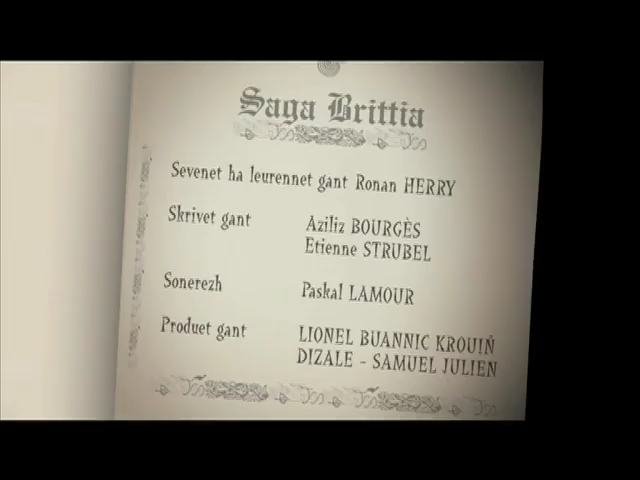 Saga Brittia
Sevenet ha leurennet gant Ronan HERRY
Skrivet gant Aziliz BOURGÈS
Etienne STRUBEL
Sonerezh Paskal LAMOUR
Produet gant LIONEL BUANNIC KROUIÑ
DIZALE - SAMUEL JULIEN